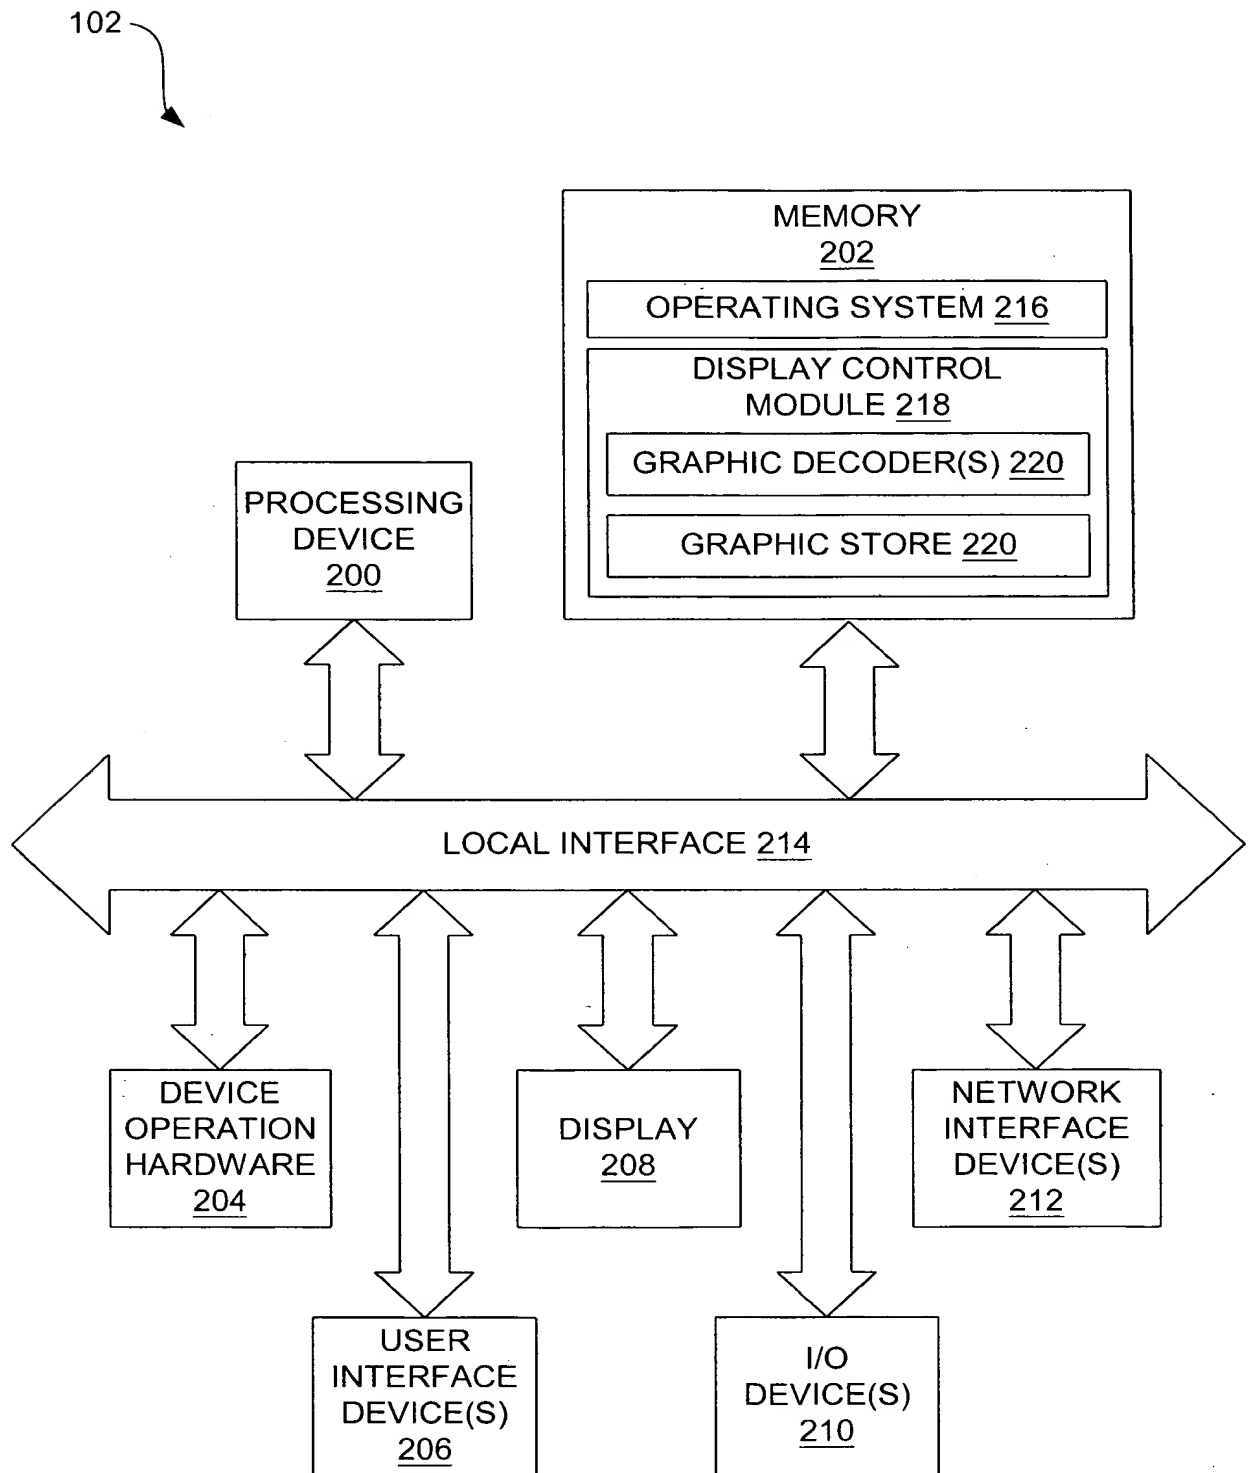 102
MEMORY
202
OPERATING SYSTEM 216
DISPLAY CONTROL
MODULE 218
GRAPHIC DECODER(S) 220
GRAPHIC STORE 220
PROCESSING
DEVICE
200
LOCAL INTERFACE 214
DEVICE
OPERATION
HARDWARE
204
DISPLAY
208
NETWORK
INTERFACE
DEVICE(S)
212
USER
INTERFACE
DEVICE(S)
206
I/O
DEVICE(S)
210